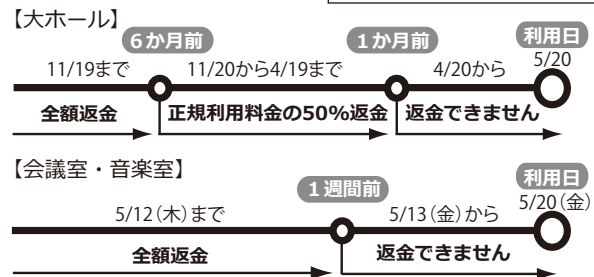 【大ホール】
6か月前
1か月前
利用日
11/19まで
11/20から4/19まで
4/20から
5/20
全額返金
正規利用料金の50%返金
返金できません
【会議室・音楽室】
1週間前
利用日
5/12(木)まで
5/13(金)から
5/20(金)
全額返金
返金できません